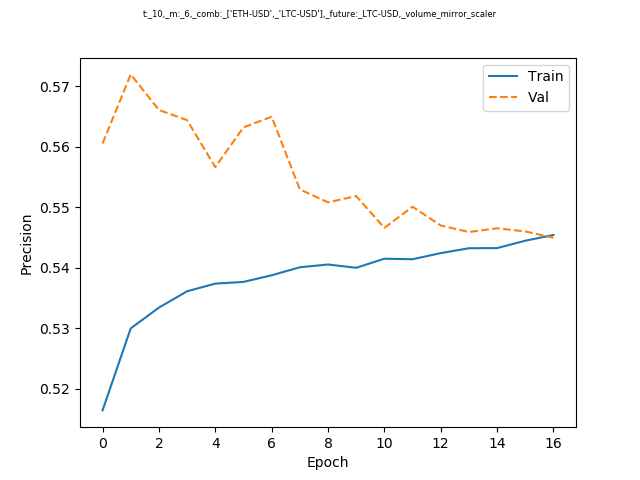 t:_10,_m:_6,_comb:_['ETH-USD',_'LTC-USD'],_future:_LTC-USD,_volume_mirror_scaler
Train
Val
0.57
0.56
0.55
0.54
0.53
0.52
Precision
0 2 4 6 8 10 12 14 16
Epoch